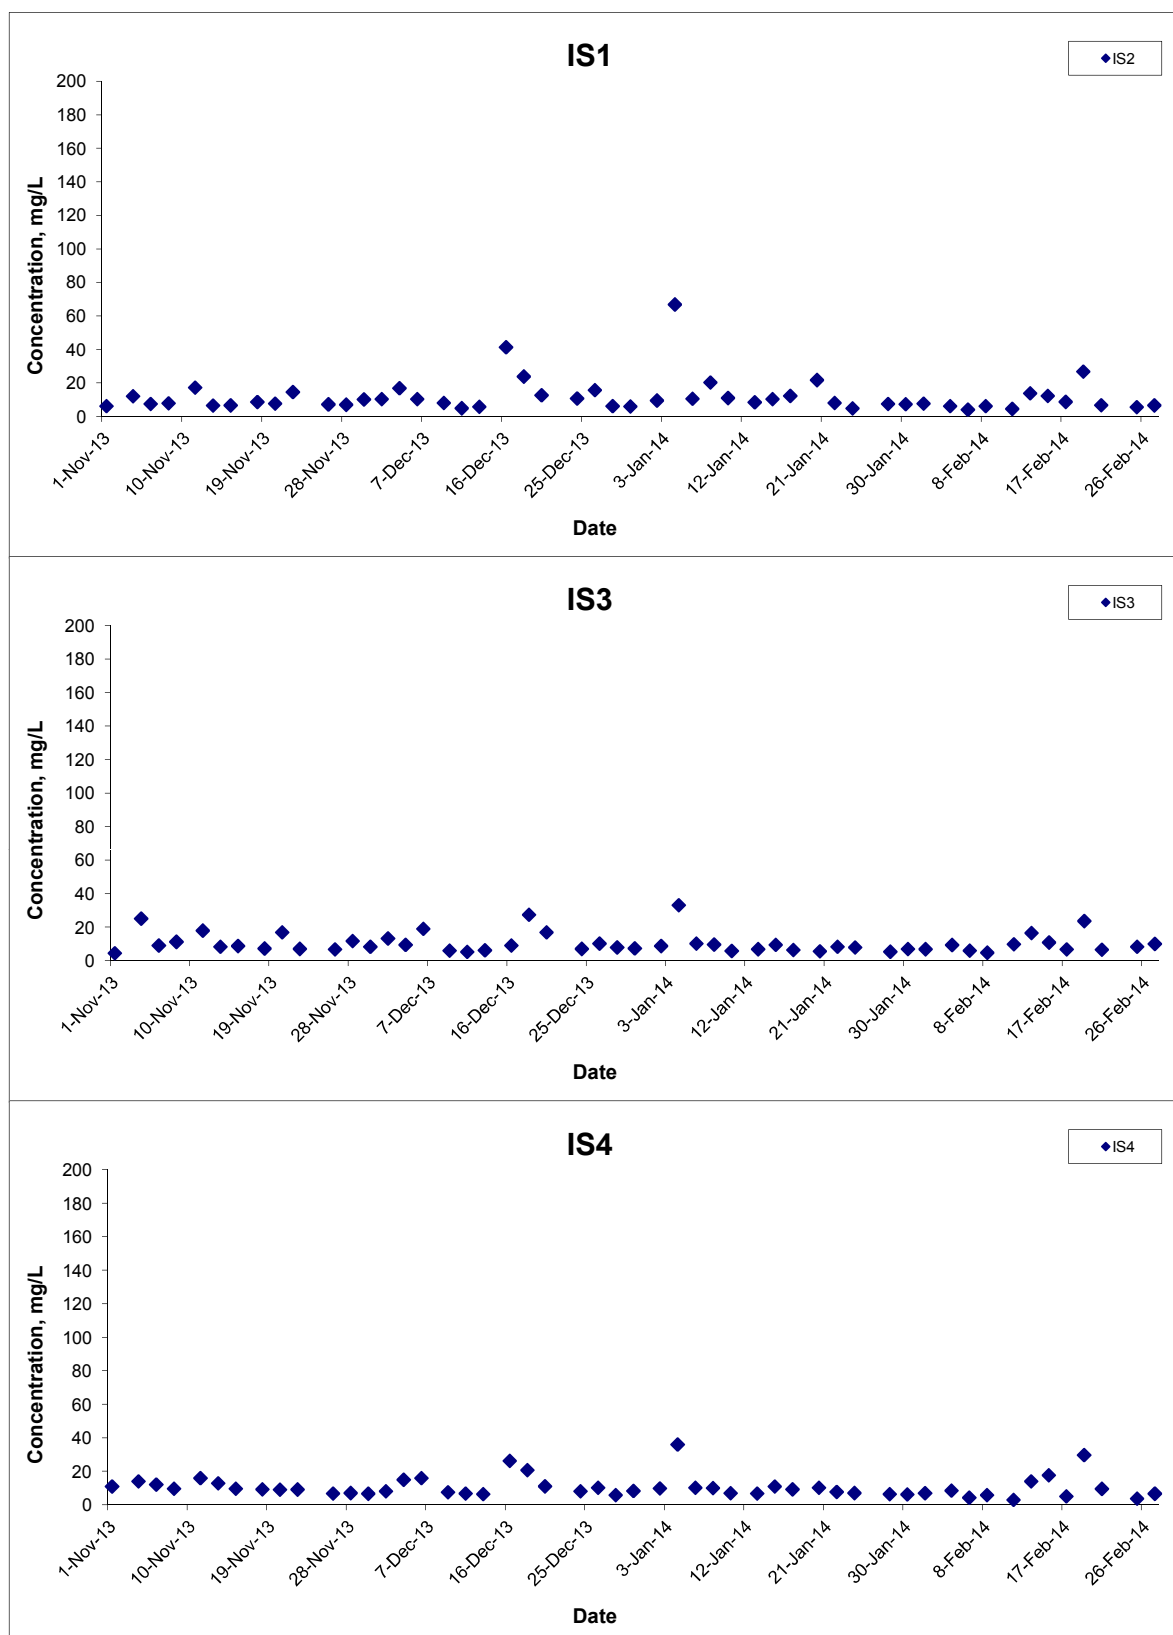 IS1
IS2
200
180
160
140
120
100
80
60
40
20
0
Concentration, mg/L
1-Nov-13
10-Nov-13
19-Nov-13
28-Nov-13
7-Dec-13
16-Dec-13
25-Dec-13
3-Jan-14
12-Jan-14
21-Jan-14
30-Jan-14
8-Feb-14
17-Feb-14
26-Feb-14
Date
IS3
IS3
200
180
160
140
120
100
80
60
40
20
0
Concentration, mg/L
1-Nov-13
10-Nov-13
19-Nov-13
28-Nov-13
7-Dec-13
16-Dec-13
25-Dec-13
3-Jan-14
12-Jan-14
21-Jan-14
30-Jan-14
8-Feb-14
17-Feb-14
26-Feb-14
Date
IS4
IS4
200
180
160
140
120
100
80
60
40
20
0
Concentration, mg/L
1-Nov-13
10-Nov-13
19-Nov-13
28-Nov-13
7-Dec-13
16-Dec-13
25-Dec-13
3-Jan-14
12-Jan-14
21-Jan-14
30-Jan-14
8-Feb-14
17-Feb-14
26-Feb-14
Date